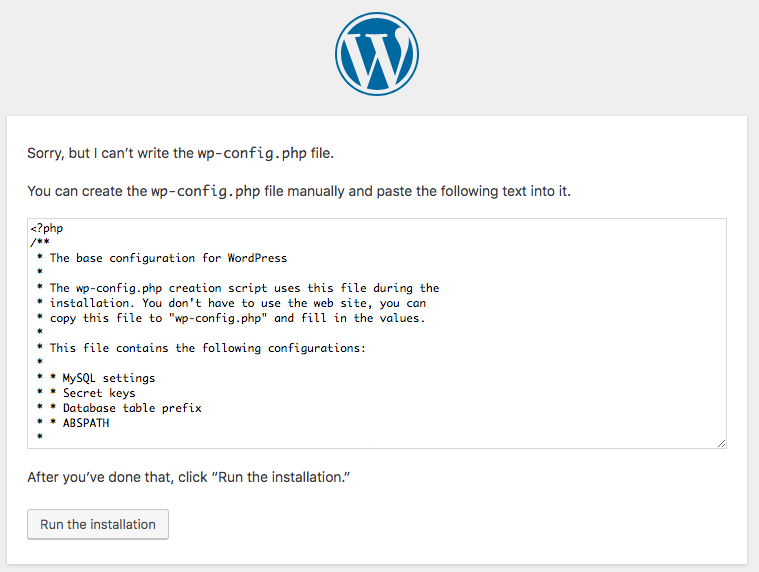 Sorry, but I can’t write the wp-config.php file.
You can create the wp-config.php file manually and paste the following text into it.
<?php
/**
 * The base configuration for WordPress
 *
 * The wp-config.php creation script uses this file during the
 * installation. You don't have to use the web site, you can
 * copy this file to "wp-config.php" and fill in the values.
 *
 * This file contains the following configurations:
 *
 * * MySQL settings
 * * Secret keys
 * * Database table prefix
 * * ABSPATH
 *
After you’ve done that, click “Run the installation.”
Run the installation